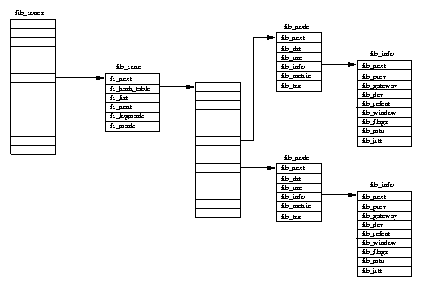 fib_zones
fib_zone
fz_next
fz_hash_table
fz_list
fz_nent
fz_logmask
fz_mask
fib_node
fib_next
fib_dst
fib_use
fib_info
fib_metric
fib_tos
fib_info
fib_next
fib_prev
fib_gateway
fib_dev
fib_refcnt
fib_window
fib_flags
fib_mtu
fib_irtt
fib_node
fib_next
fib_dst
fib_use
fib_info
fib_metric
fib_tos
fib_info
fib_next
fib_prev
fib_gateway
fib_dev
fib_refcnt
fib_window
fib_flags
fib_mtu
fib_irtt